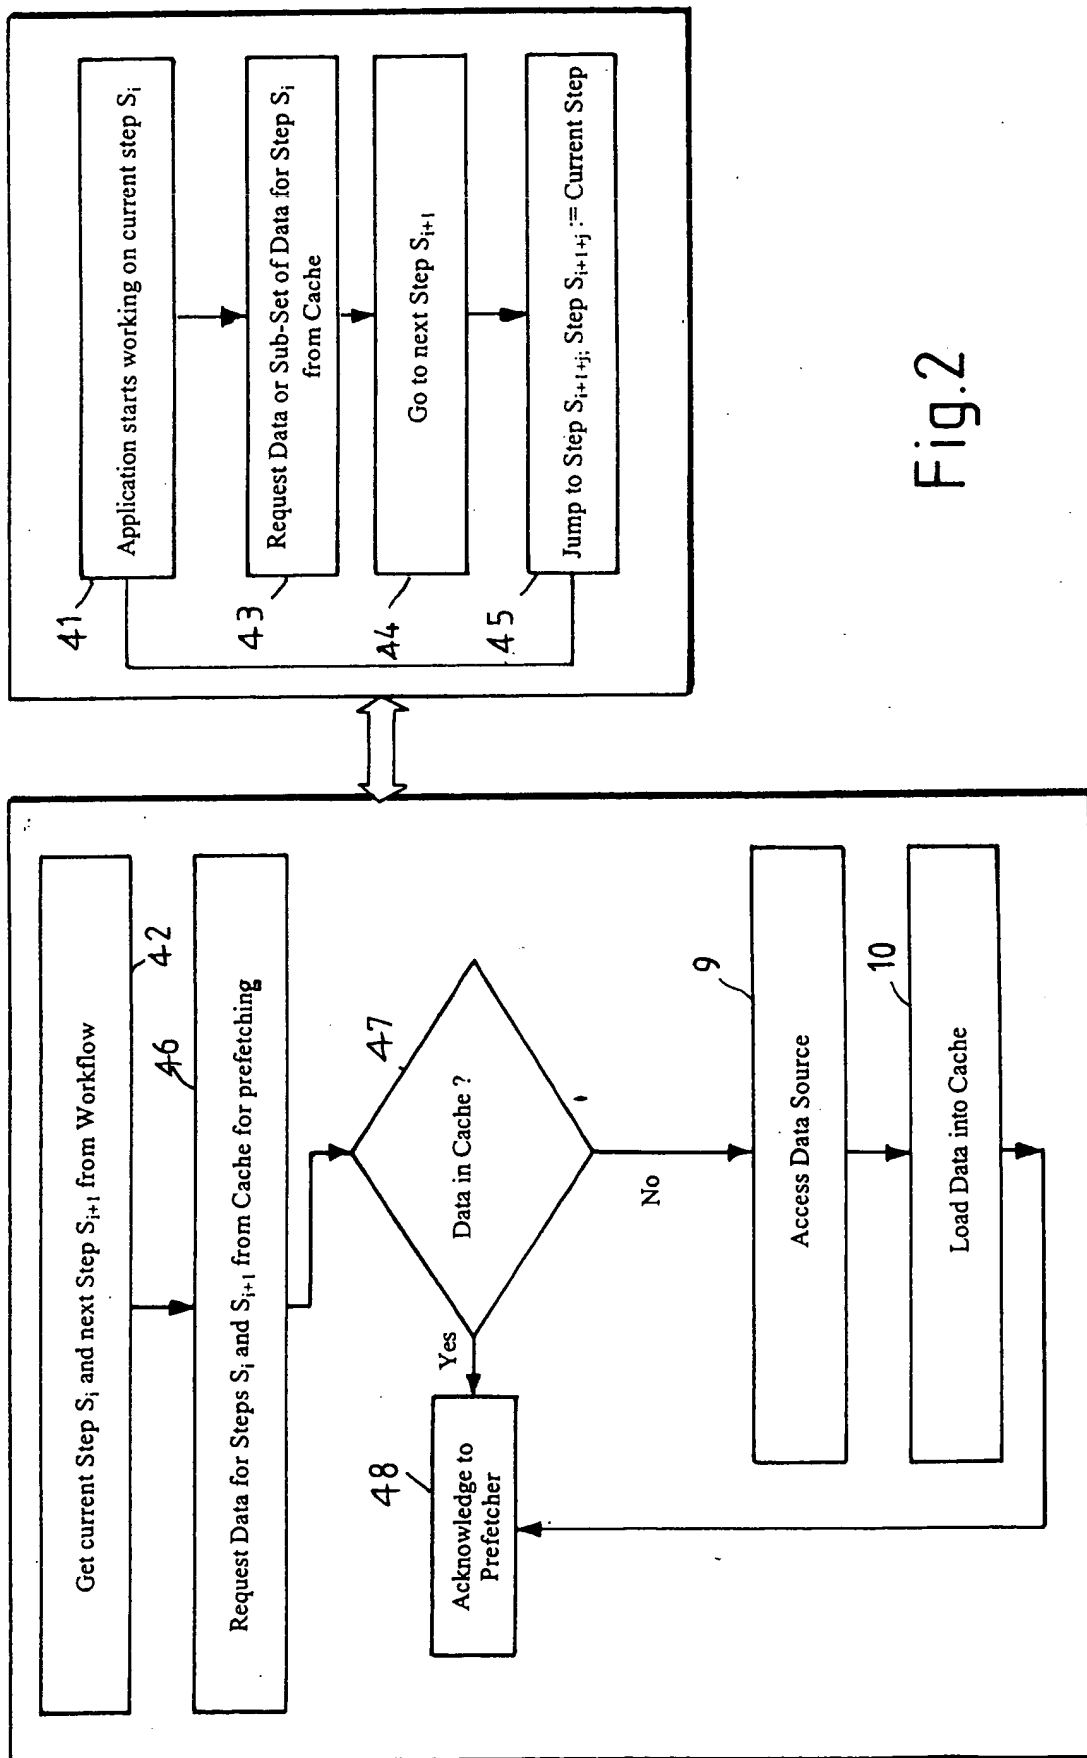 Get current Step Sᵢ and next Step Sᵢ₊₁ from Workflow
42
46
Request Data for Steps Sᵢ and Sᵢ₊₁ from Cache for prefetching
47
Data in Cache ?
Yes
No
48
Acknowledge to
Prefetcher
9
Access Data Source
10
Load Data into Cache
41
Application starts working on current step Sᵢ
43
Request Data or Sub-Set of Data for Step Sᵢ
from Cache
44
Go to next Step Sᵢ₊₁
45
Jump to Step Sᵢ₊₁₊ⱼ; Step Sᵢ₊₁₊ⱼ := Current Step
Fig.2